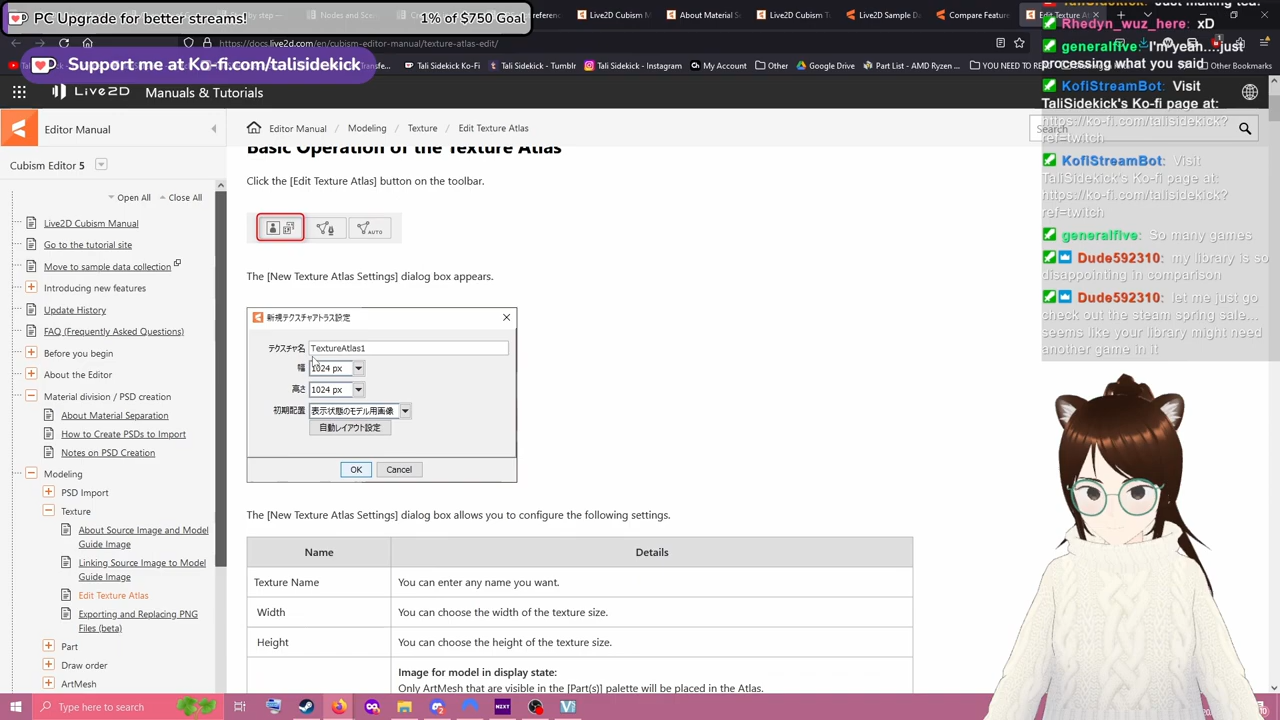 PC Upgrade for better streams!
1% of $750 Goal
by step
Nodes and Scen
Live2D Cubism
Live2D Sample Da
Compare Feature
Edit Texture At
https://docs.live2d.com/en/cubism-editor-manual/texture-atlas-edit/
Support me at Ko-fi.com/talisidekick
Tali Sidekick Ko-Fi
Tali Sidekick - Tumblr
Tali Sidekick - Instagram
My Channel
Other
Google Drive
Part List - AMD Ryzen
YOU NEED TO READ
Other Bookmarks
Live2D
Manuals & Tutorials
Editor Manual
Cubism Editor 5
Open All
Close All
Live2D Cubism Manual
Go to the tutorial site
Move to sample data collection
Introducing new features
Update History
FAQ (Frequently Asked Questions)
Before you begin
About the Editor
Material division / PSD creation
About Material Separation
How to Create PSDs to Import
Notes on PSD Creation
Modeling
PSD Import
Texture
About Source Image and Model
Guide Image
Linking Source Image to Model
Guide Image
Edit Texture Atlas
Exporting and Replacing PNG
Files (beta)
Part
Draw order
ArtMesh
Editor Manual
Modeling
Texture
Edit Texture Atlas
Search
Basic Operation of the Texture Atlas
Click the [Edit Texture Atlas] button on the toolbar.
AUTO
The [New Texture Atlas Settings] dialog box appears.
新規テクスチャアトラス設定
テクスチャ名 TextureAtlas1
幅 1024 px
高さ 1024 px
初期配置 表示状態のモデル用画像
自動レイアウト設定
OK
Cancel
The [New Texture Atlas Settings] dialog box allows you to configure the following settings.
Name
Details
Texture Name
You can enter any name you want.
Width
You can choose the width of the texture size.
Height
You can choose the height of the texture size.
Image for model in display state:
Only ArtMesh that are visible in the [Part(s)] palette will be placed in the Atlas.
Rhedyn_wuz_here: xD
generalfive: I'm yeah...just
processing what you said
KofiStreamBot: Visit
TaliSidekick's Ko-fi page at:
https://ko-fi.com/talisidekick?
ref=twitch
KofiStreamBot: Visit
TaliSidekick's Ko-fi page at:
https://ko-fi.com/talisidekick?
ref=twitch
generalfive: So many games
Dude592310: my library is so
disappointing in comparison
Dude592310: let me just go
check out the steam spring sale...
seems like your library might need
another game in it
Type here to search
NZXT